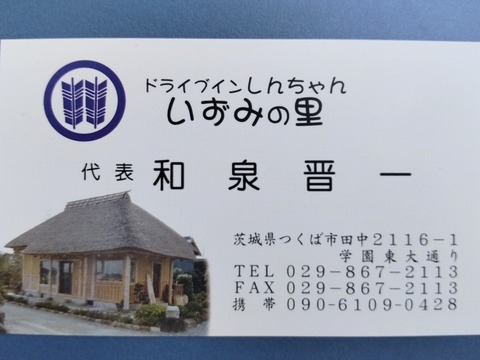 ドライブインしんちゃん
いずみの里
代表 和泉晋一
茨城県つくば市田中2116-1
学園東大通り
TEL 029-867-2113
FAX 029-867-2113
携帯 090-6109-0428